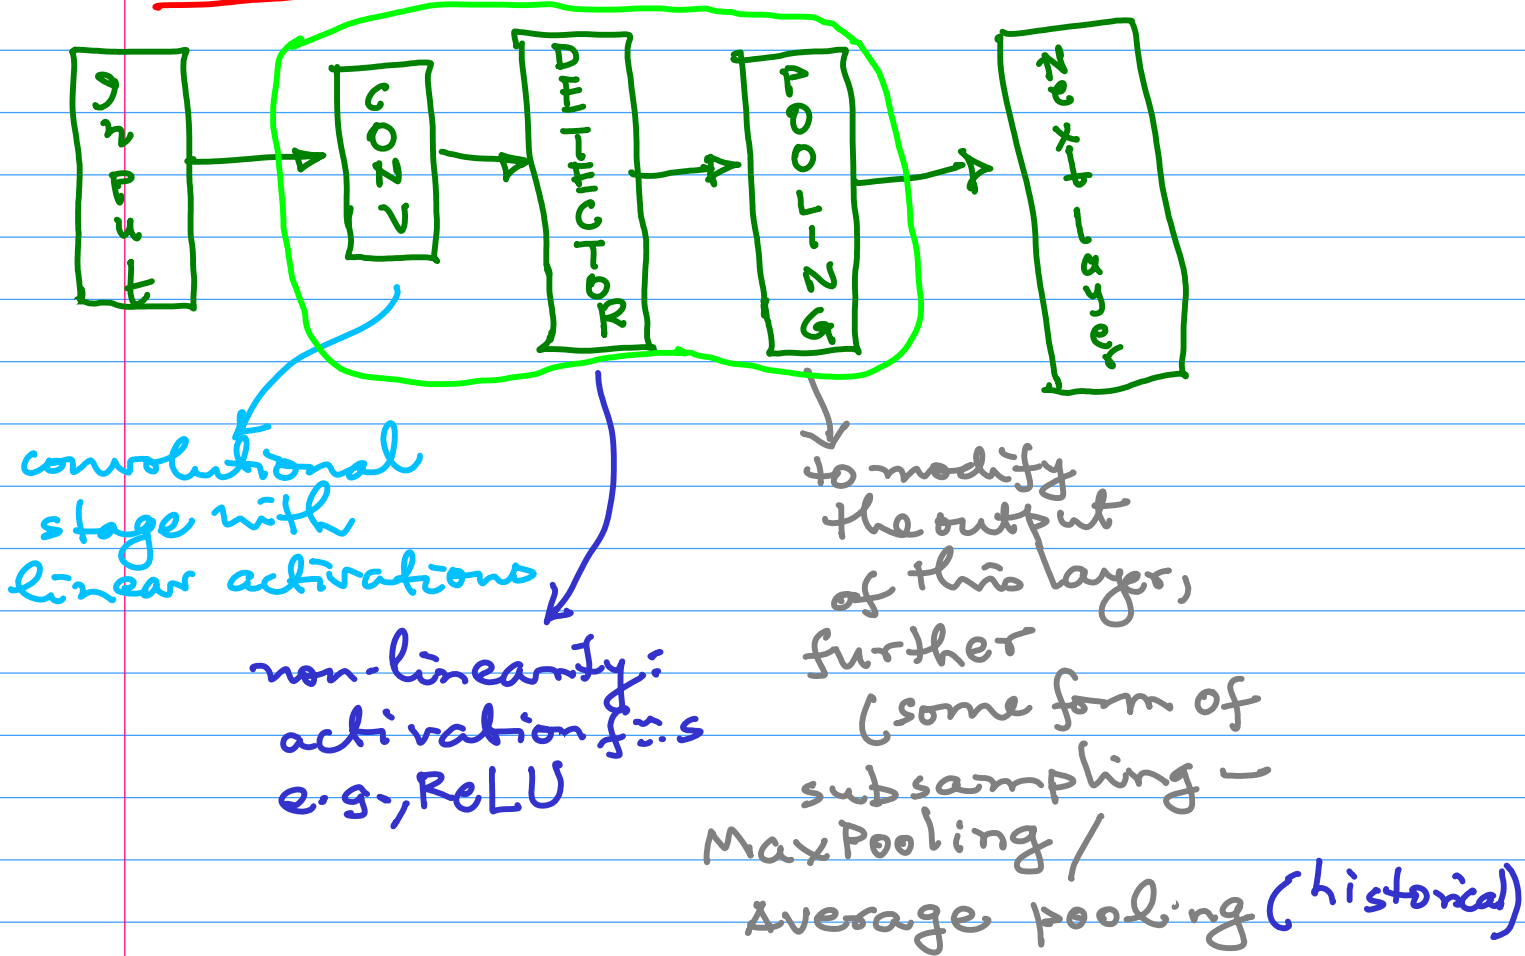 Input
CONV
DETECTOR
POOLING
Next layer
convolutional
stage with
linear activations
non-linearity:
activation f:ns
e.g., ReLU
to modify
the output
of this layer,
further
(some form of
subsampling —
MaxPooling /
Average pooling (historical)